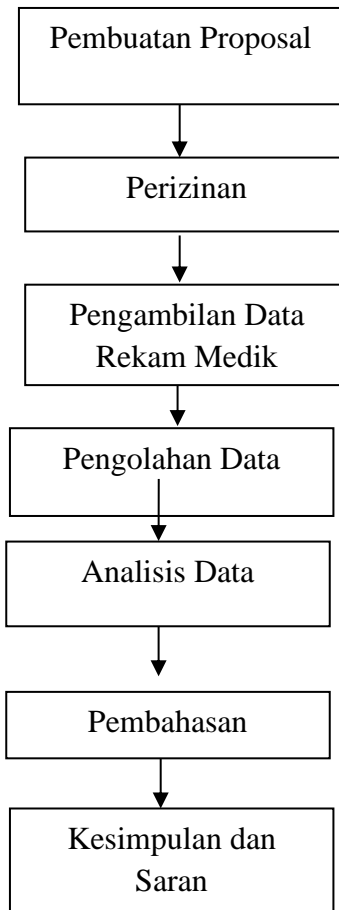 Pembuatan Proposal
Perizinan
Pengambilan Data
Rekam Medik
Pengolahan Data
Analisis Data
Pembahasan
Kesimpulan dan
Saran